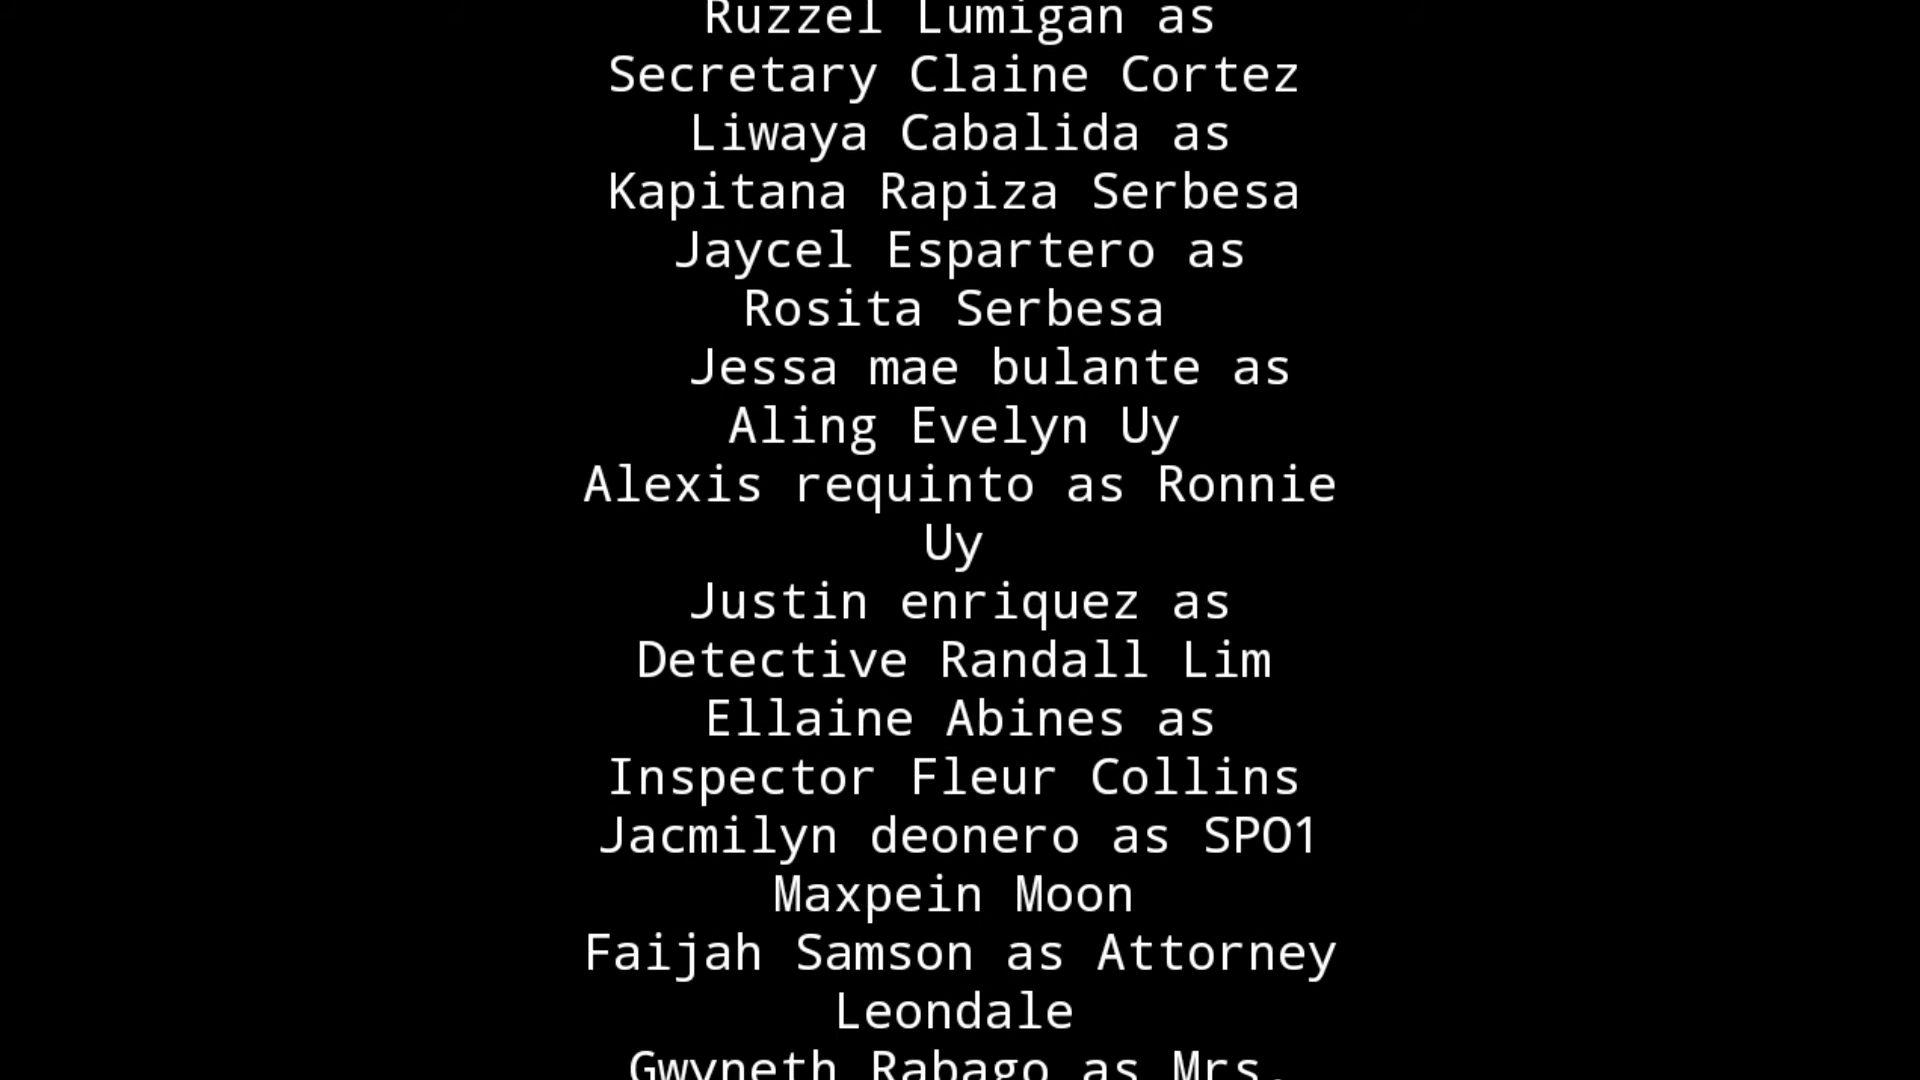 Ruzzel Lumigan as
Secretary Claine Cortez
Liwaya Cabalida as
Kapitana Rapiza Serbesa
Jaycel Espartero as
Rosita Serbesa
Jessa mae bulante as
Aling Evelyn Uy
Alexis requinto as Ronnie
Uy
Justin enriquez as
Detective Randall Lim
Ellaine Abines as
Inspector Fleur Collins
Jacmilyn deonero as SPO1
Maxpein Moon
Faijah Samson as Attorney
Leondale
Gwyneth Rabago as Mrs.